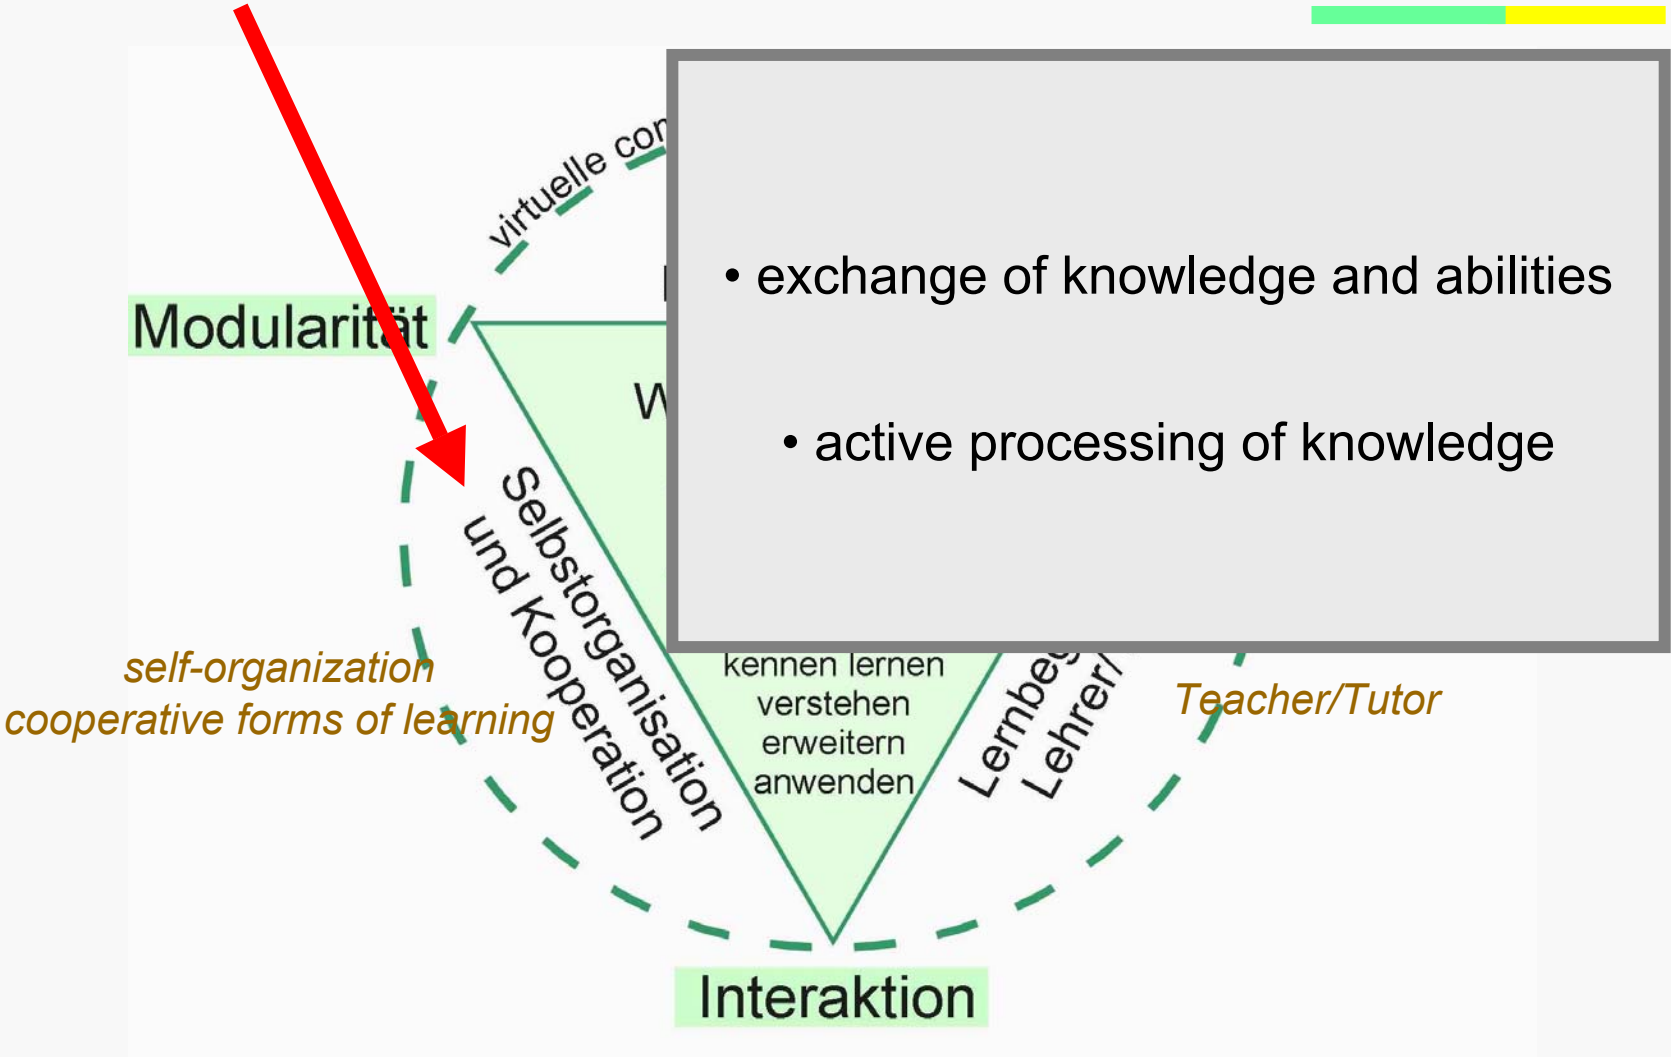 virtuelle
• exchange of knowledge and abilities
Modularität
• active processing of knowledge
Selbstorganisation
und Kooperation
self-organization
cooperative forms of learning
kennen lernen
verstehen
erweitern
anwenden
Lehrer/
Teacher/Tutor
Interaktion